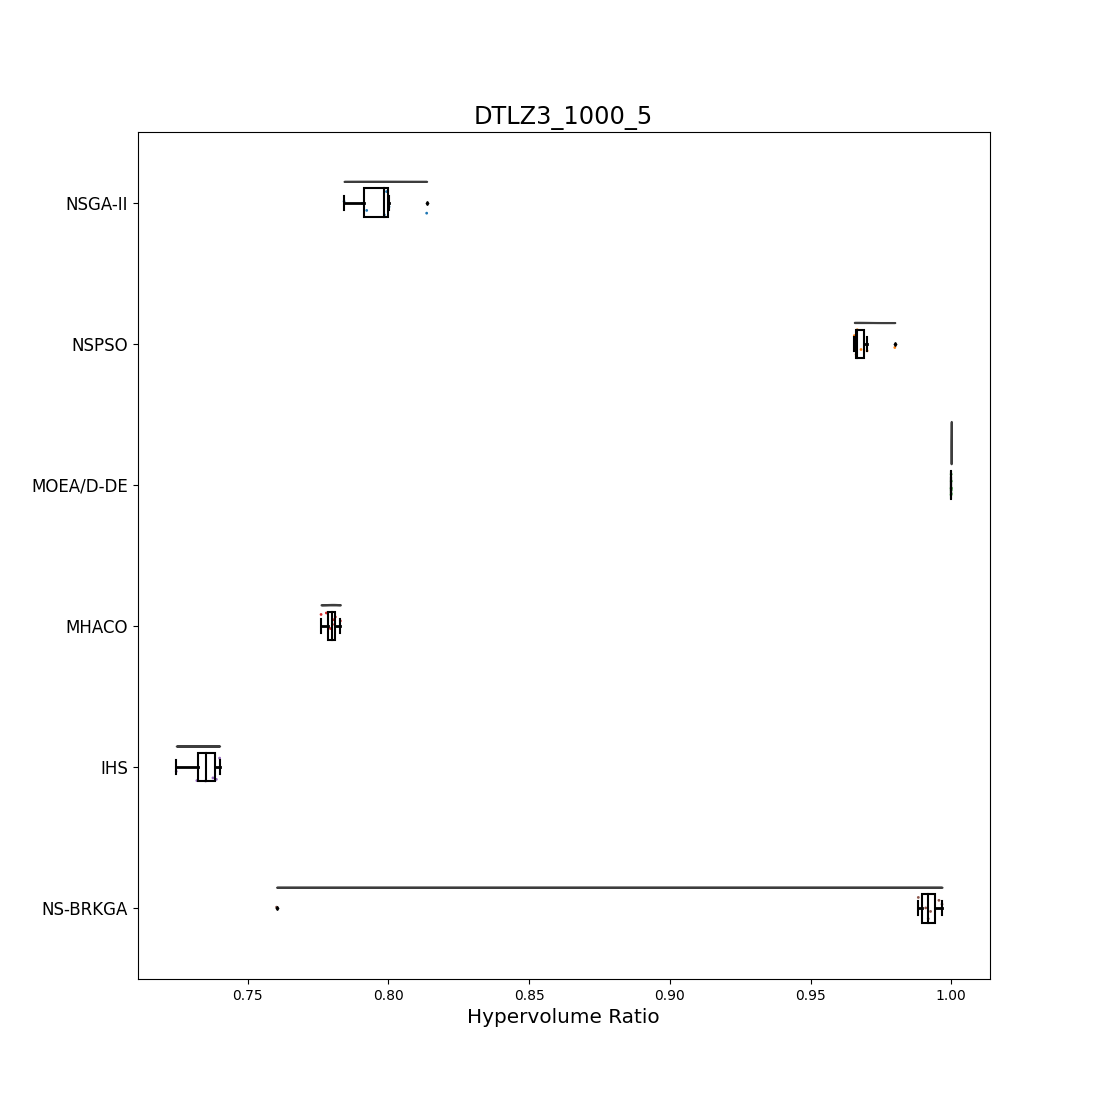 DTLZ3_1000_5
NSGA-II
NSPSO
MOEA/D-DE
MHACO
IHS
NS-BRKGA
0.75 0.80 0.85 0.90 0.95 1.00
Hypervolume Ratio